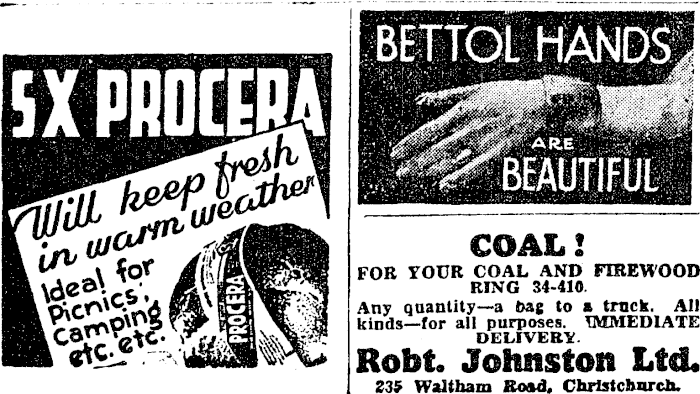 SX PROCERA
Will keep fresh
in warm weather
Ideal for
Picnics,
Camping
etc. etc.
PROCERA
BETTOL HANDS
ARE
BEAUTIFUL
COAL!
FOR YOUR COAL AND FIREWOOD
RING 34-410.
Any quantity—a bag to a truck. All
kinds—for all purposes. IMMEDIATE
DELIVERY.
Robt. Johnston Ltd.
235 Waltham Road, Christchurch.